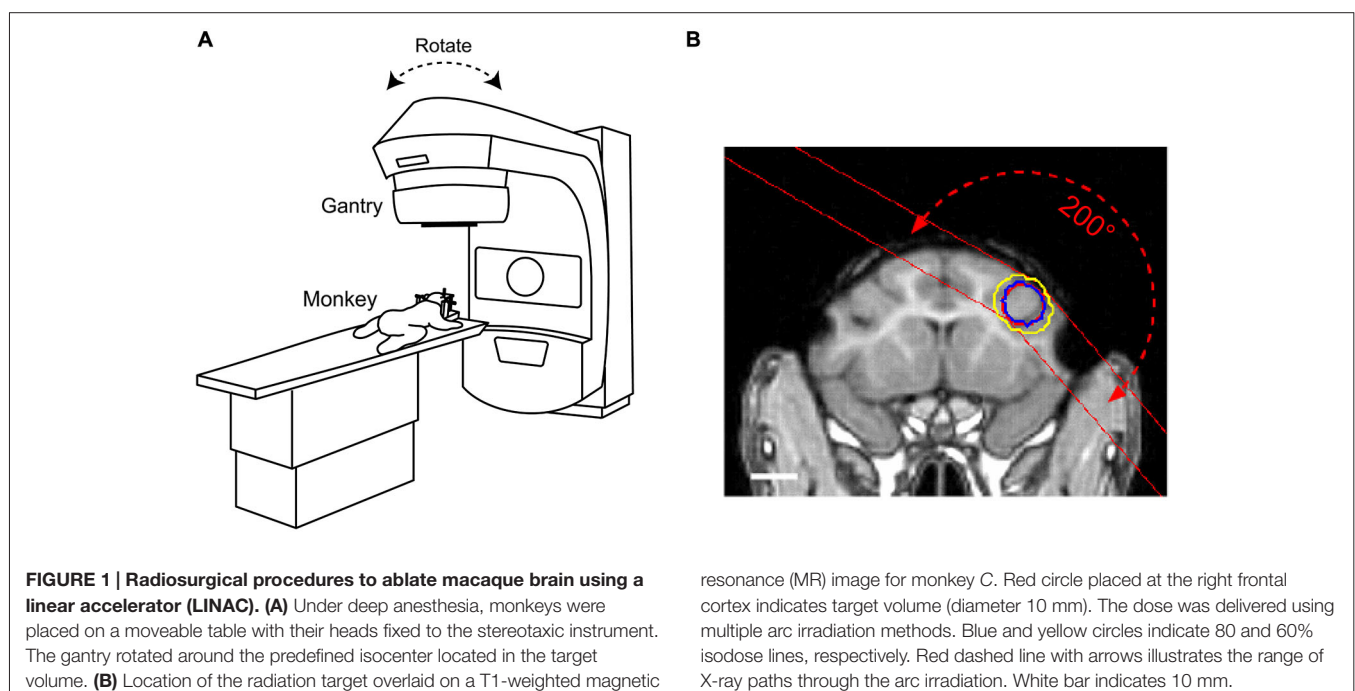 A
Rotate
Gantry
Monkey
B
200°
FIGURE 1 | Radiosurgical procedures to ablate macaque brain using a
linear accelerator (LINAC). (A) Under deep anesthesia, monkeys were
placed on a moveable table with their heads fixed to the stereotaxic instrument.
The gantry rotated around the predefined isocenter located in the target
volume. (B) Location of the radiation target overlaid on a T1-weighted magnetic
resonance (MR) image for monkey C. Red circle placed at the right frontal
cortex indicates target volume (diameter 10 mm). The dose was delivered using
multiple arc irradiation methods. Blue and yellow circles indicate 80 and 60%
isodose lines, respectively. Red dashed line with arrows illustrates the range of
X-ray paths through the arc irradiation. White bar indicates 10 mm.